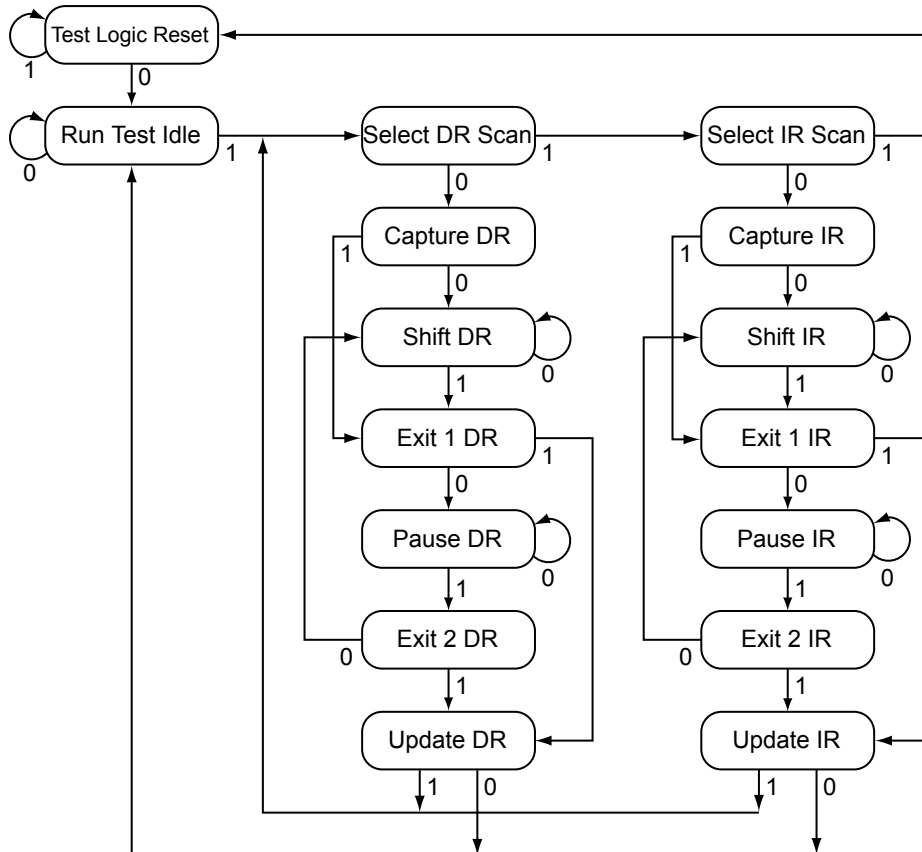 Test Logic Reset
1
0
Run Test Idle
0
1
Select DR Scan
1
Select IR Scan
1
0
0
Capture DR
1
Capture IR
1
0
0
Shift DR
0
Shift IR
0
1
1
Exit 1 DR
1
Exit 1 IR
1
0
0
Pause DR
0
Pause IR
0
1
1
Exit 2 DR
0
Exit 2 IR
0
1
1
Update DR
Update IR
1
0
1
0